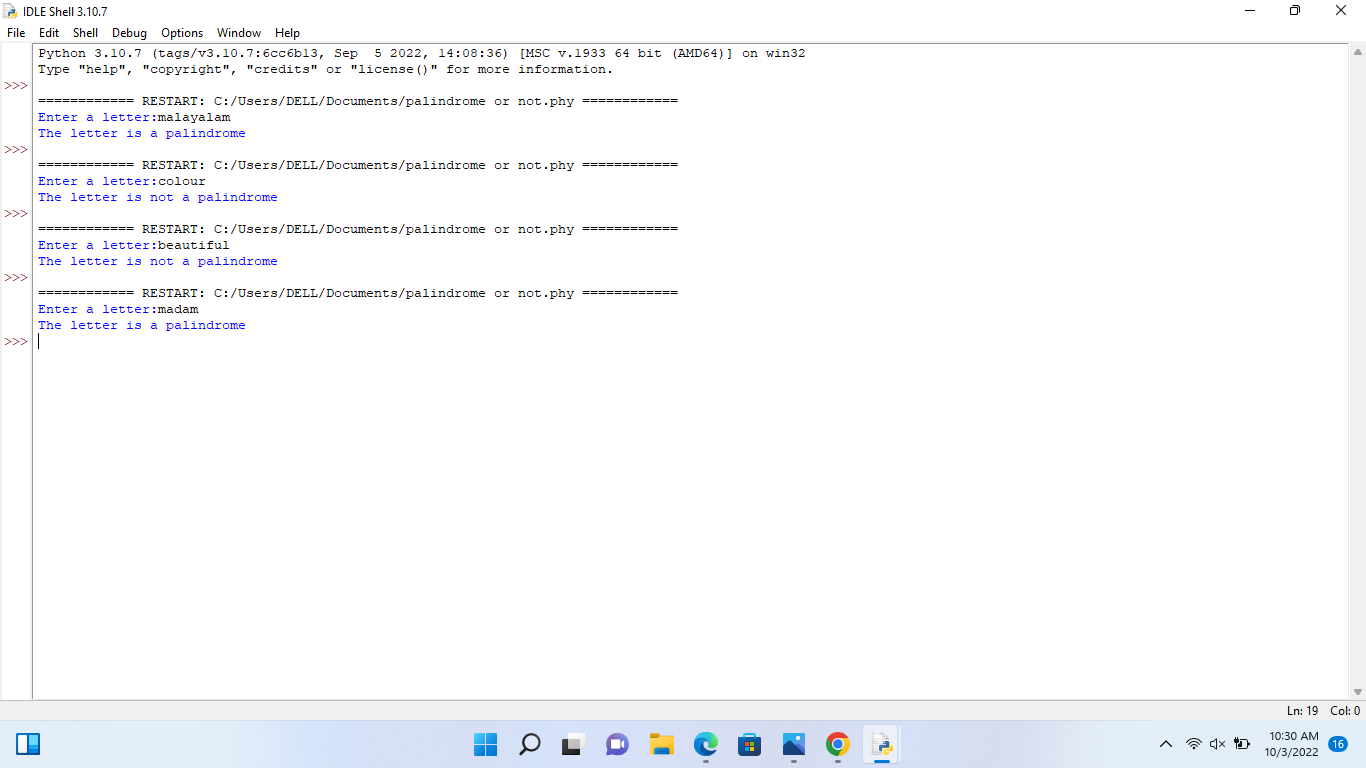 IDLE Shell 3.10.7
File Edit Shell Debug Options Window Help
Python 3.10.7 (tags/v3.10.7:6cc6b13, Sep  5 2022, 14:08:36) [MSC v.1933 64 bit (AMD64)] on win32
Type "help", "copyright", "credits" or "license()" for more information.
>>>
============ RESTART: C:/Users/DELL/Documents/palindrome or not.phy ============
Enter a letter:malayalam
The letter is a palindrome
>>>
============ RESTART: C:/Users/DELL/Documents/palindrome or not.phy ============
Enter a letter:colour
The letter is not a palindrome
>>>
============ RESTART: C:/Users/DELL/Documents/palindrome or not.phy ============
Enter a letter:beautiful
The letter is not a palindrome
>>>
============ RESTART: C:/Users/DELL/Documents/palindrome or not.phy ============
Enter a letter:madam
The letter is a palindrome
>>>
Ln: 19 Col: 0
10:30 AM
10/3/2022
16